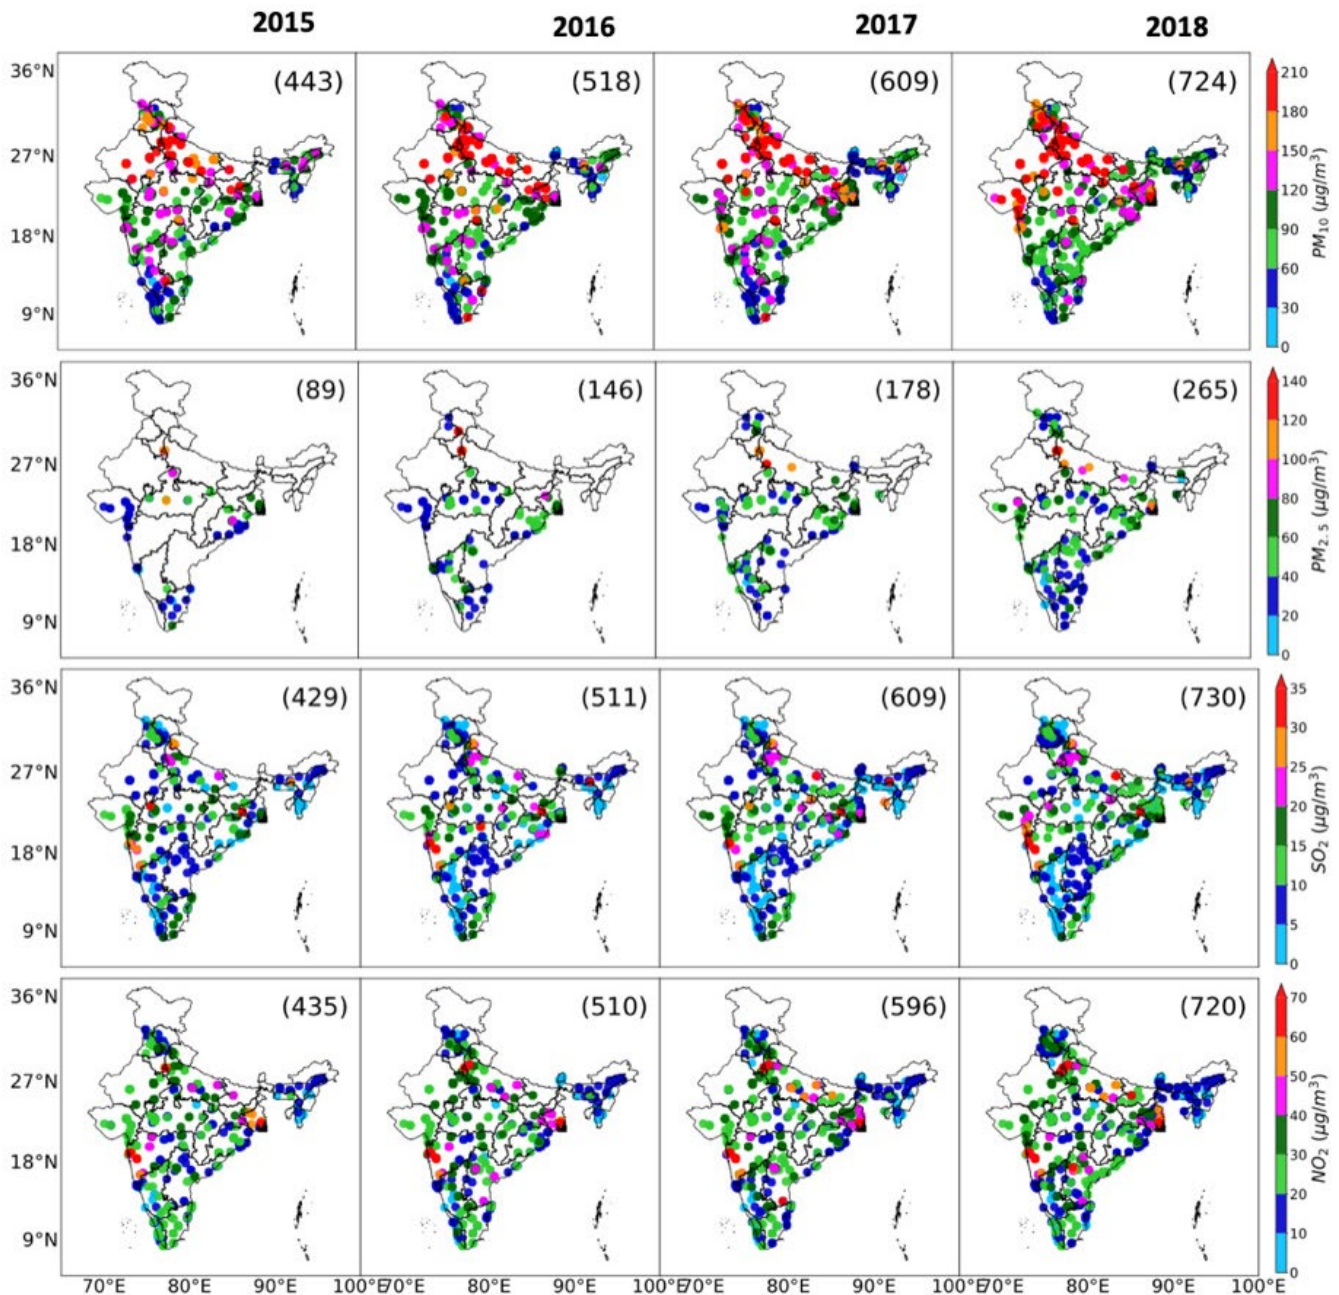 2015 2016 2017 2018
36°N (443) (518) (609) (724)
27°N
18°N
9°N
210
180
150
120
90
60
30
0
PM10 (µg/m3)
36°N (89) (146) (178) (265)
27°N
18°N
9°N
140
120
100
80
60
40
20
0
PM2.5 (µg/m3)
36°N (429) (511) (609) (730)
27°N
18°N
9°N
35
30
25
20
15
10
5
0
SO2 (µg/m3)
36°N (435) (510) (596) (720)
27°N
18°N
9°N
70
60
50
40
30
20
10
0
NO2 (µg/m3)
70°E 80°E 90°E 100°E 70°E 80°E 90°E 100°E 70°E 80°E 90°E 100°E 70°E 80°E 90°E 100°E